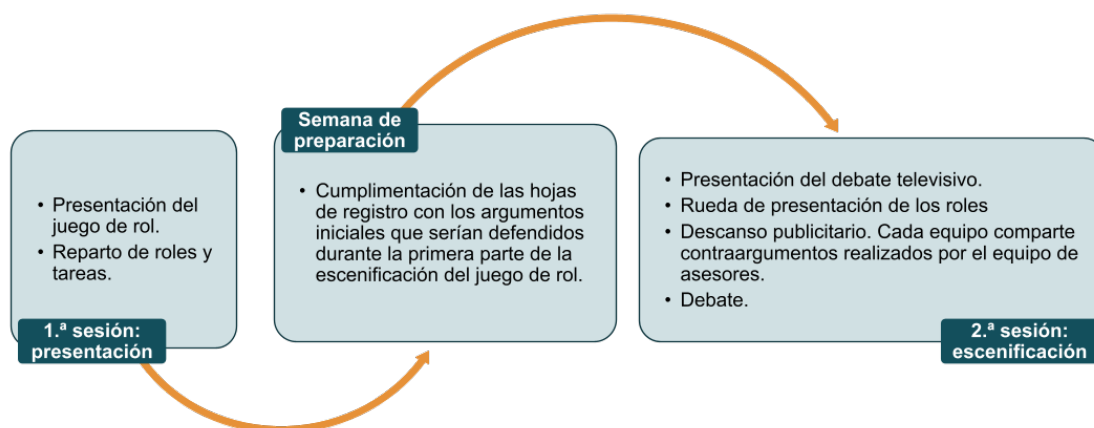 • Presentación del
juego de rol.
• Reparto de roles y
tareas.
1.ª sesión:
presentación
Semana de
preparación
• Cumplimentación de las hojas
de registro con los argumentos
iniciales que serían defendidos
durante la primera parte de la
escenificación del juego de rol.
• Presentación del debate televisivo.
• Rueda de presentación de los roles
• Descanso publicitario. Cada equipo comparte
contraargumentos realizados por el equipo de
asesores.
• Debate.
2.ª sesión:
escenificación